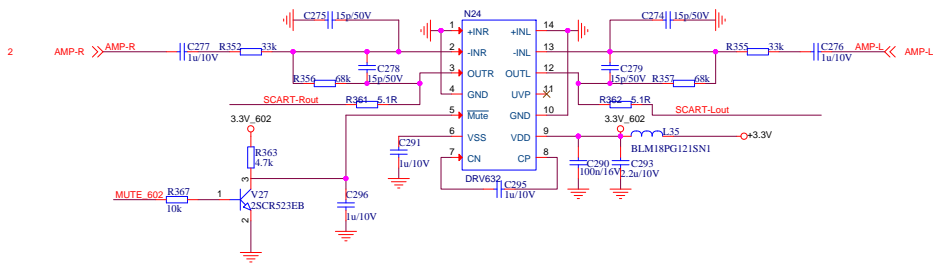 N24
C275 15p/50V
C274 15p/50V
1 +INR +INL 14
2 AMP-R AMP-R C277 R352 33k 2 -INR -INL 13 R355 33k C276 AMP-L AMP-L
1u/10V 1u/10V
C278 C279
15p/50V 15p/50V
3 OUTR OUTL 12
R356 68k R357 68k
4 GND UVP 11
SCART-Rout R361 5.1R R362 5.1R SCART-Lout
5 Mute GND 10
3.3V_602 3.3V_602
6 VSS VDD 9 L35 +3.3V
C291 BLM18PG121SN1
R363
4.7k
1u/10V
7 CN CP 8
C290 C293
100n/16V 2.2u/10V
DRV632
C295
1u/10V
3
MUTE_602 R367 1 V27
10k 2SCR523EB
C296
1u/10V
2